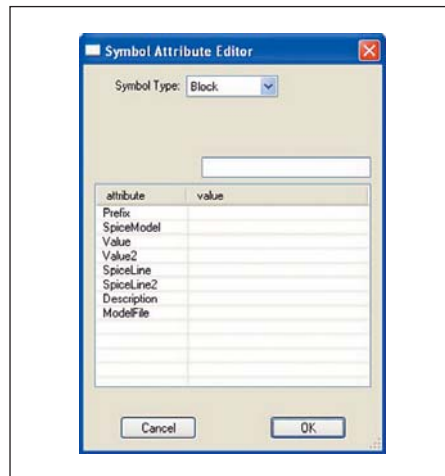 Symbol Attribute Editor
Symbol Type: Block
attribute value
Prefix
SpiceModel
Value
Value2
SpiceLine
SpiceLine2
Description
ModelFile
Cancel OK